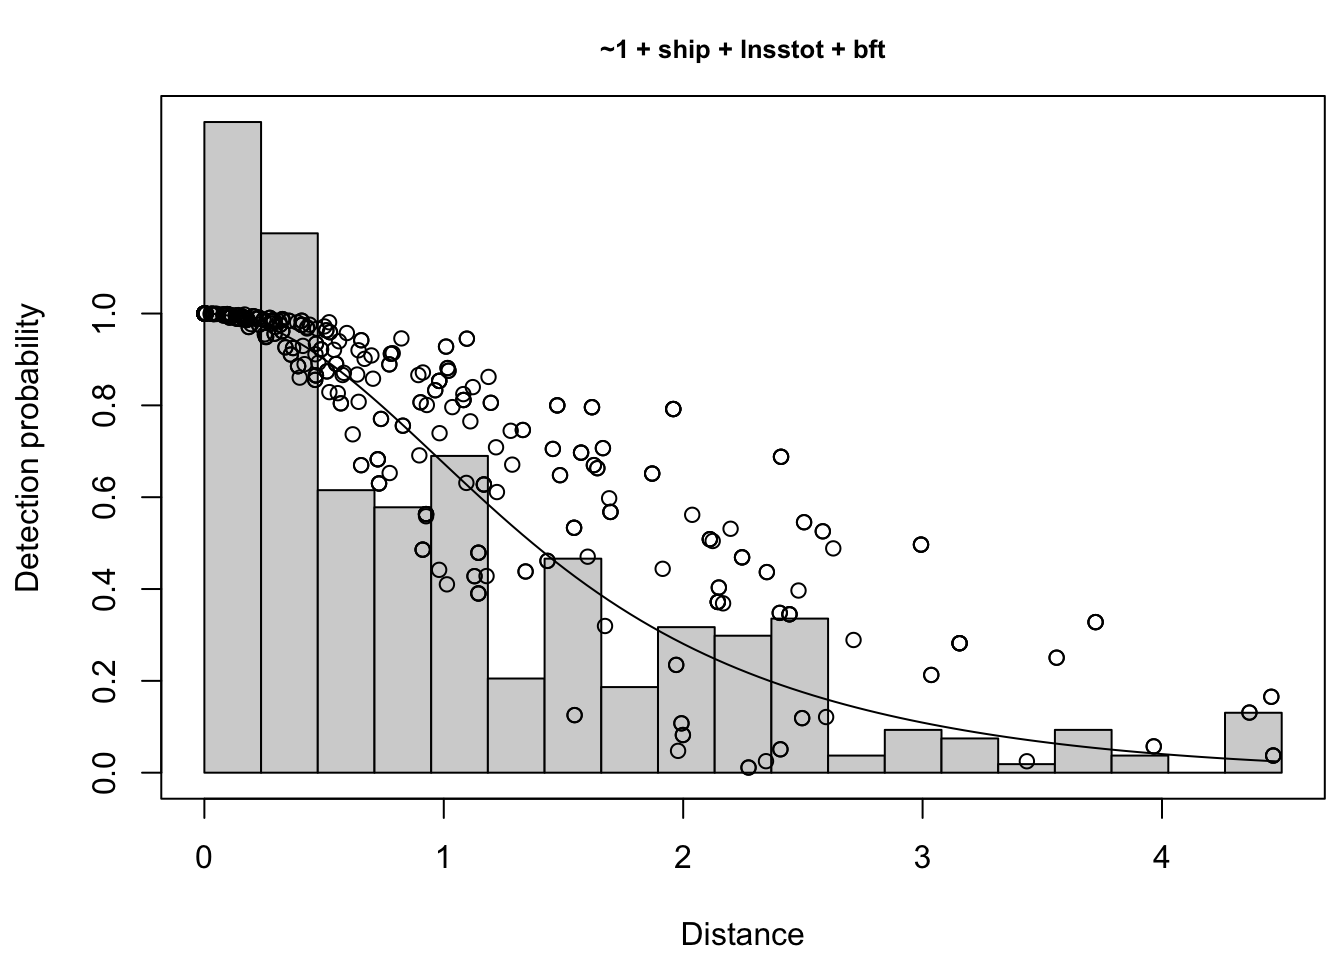 ~1 + ship + lnsstot + bft
Detection probability
1.0
0.8
0.6
0.4
0.2
0.0
0 1 2 3 4
Distance